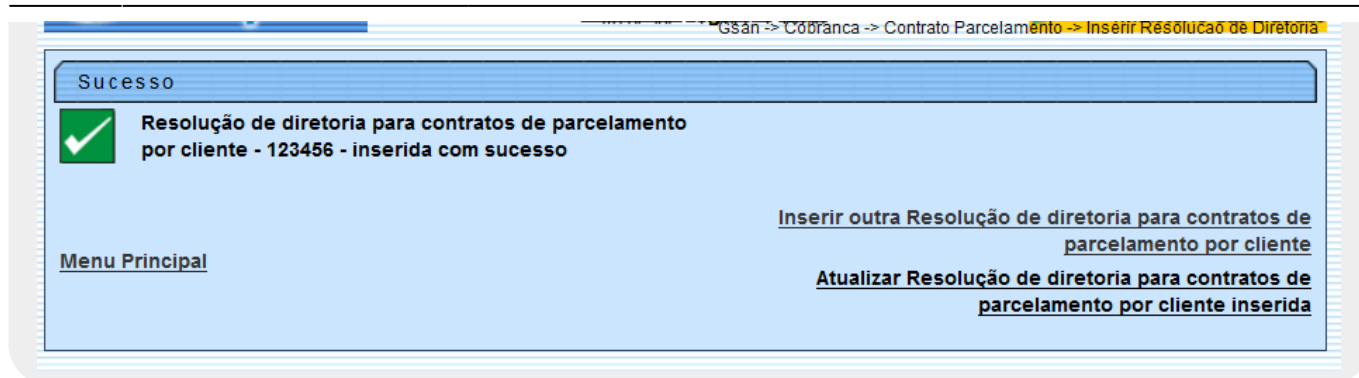 Gsan -> Cobranca -> Contrato Parcelamento -> Inserir Resolucao de Diretoria
Sucesso
Resolução de diretoria para contratos de parcelamento
por cliente - 123456 - inserida com sucesso
Inserir outra Resolução de diretoria para contratos de
parcelamento por cliente
Menu Principal
Atualizar Resolução de diretoria para contratos de
parcelamento por cliente inserida